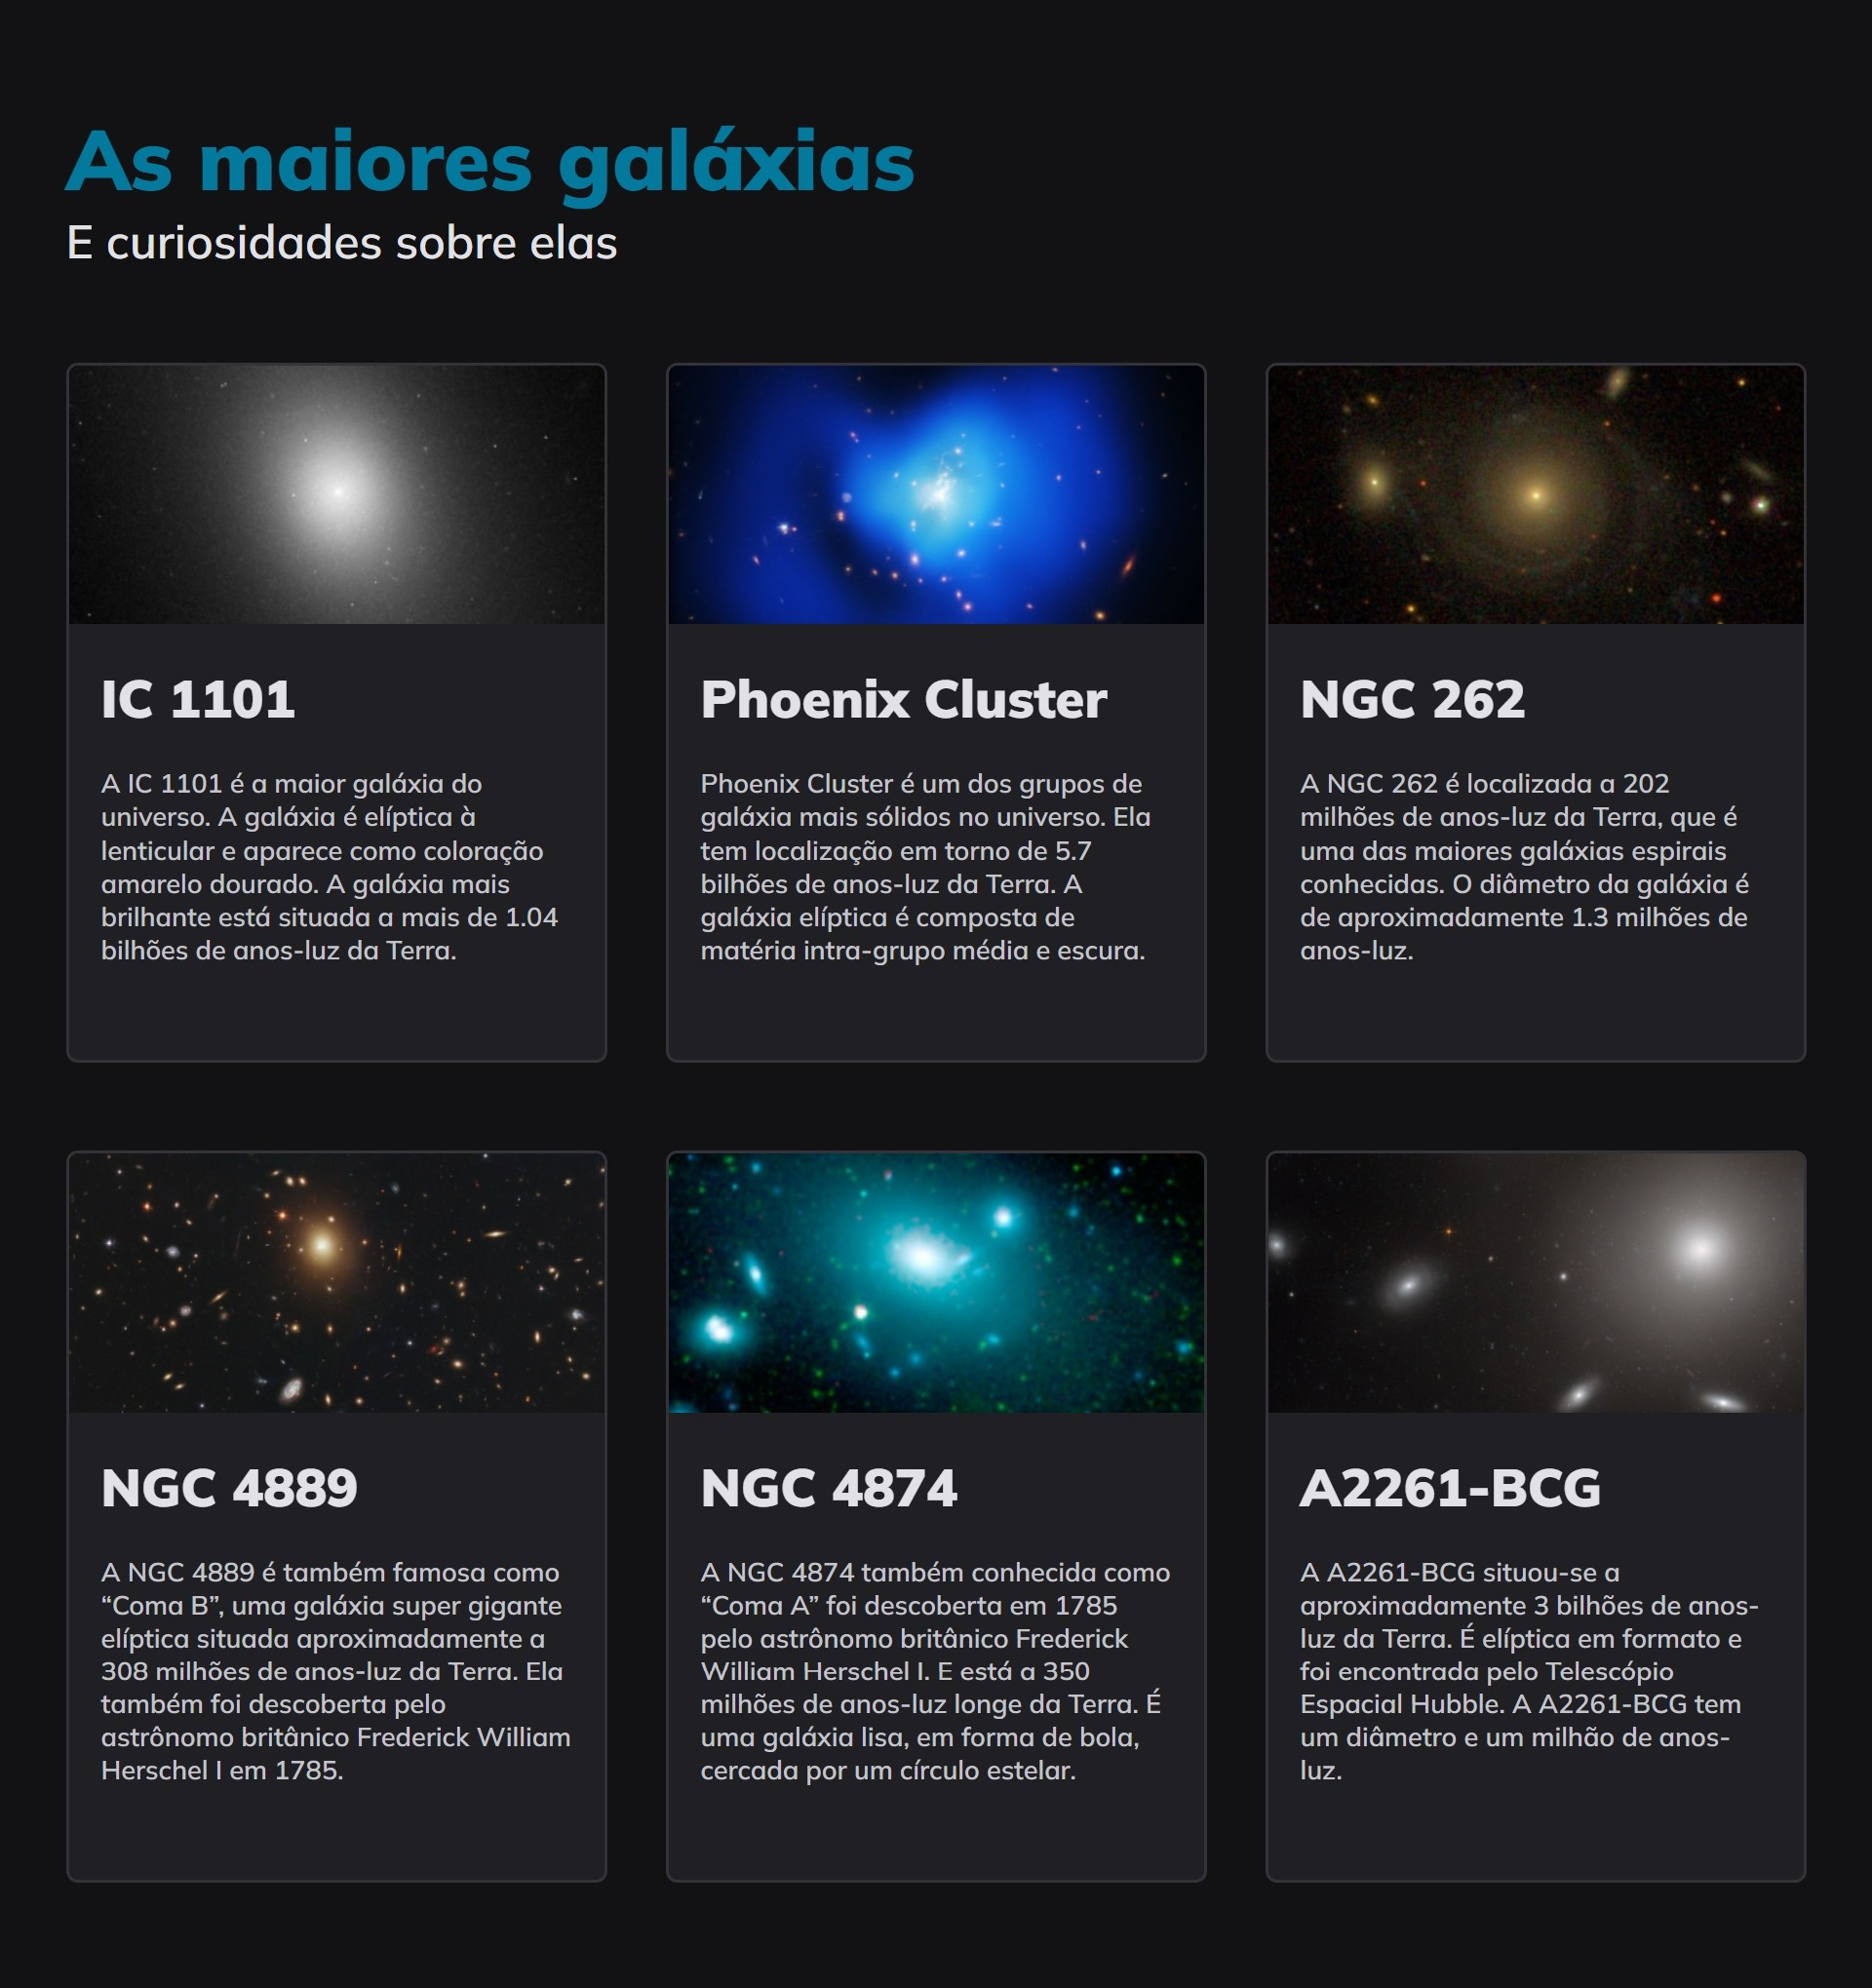 As maiores galáxias
E curiosidades sobre elas
IC 1101
A IC 1101 é a maior galáxia do
universo. A galáxia é elíptica à
lenticular e aparece como coloração
amarelo dourado. A galáxia mais
brilhante está situada a mais de 1.04
bilhões de anos-luz da Terra.
Phoenix Cluster
Phoenix Cluster é um dos grupos de
galáxia mais sólidos no universo. Ela
tem localização em torno de 5.7
bilhões de anos-luz da Terra. A
galáxia elíptica é composta de
matéria intra-grupo média e escura.
NGC 262
A NGC 262 é localizada a 202
milhões de anos-luz da Terra, que é
uma das maiores galáxias espirais
conhecidas. O diâmetro da galáxia é
de aproximadamente 1.3 milhões de
anos-luz.
NGC 4889
A NGC 4889 é também famosa como
“Coma B”, uma galáxia super gigante
elíptica situada aproximadamente a
308 milhões de anos-luz da Terra. Ela
também foi descoberta pelo
astrônomo britânico Frederick William
Herschel I em 1785.
NGC 4874
A NGC 4874 também conhecida como
“Coma A” foi descoberta em 1785
pelo astrônomo britânico Frederick
William Herschel I. E está a 350
milhões de anos-luz longe da Terra. É
uma galáxia lisa, em forma de bola,
cercada por um círculo estelar.
A2261-BCG
A A2261-BCG situou-se a
aproximadamente 3 bilhões de anos-
luz da Terra. É elíptica em formato e
foi encontrada pelo Telescópio
Espacial Hubble. A A2261-BCG tem
um diâmetro e um milhão de anos-
luz.